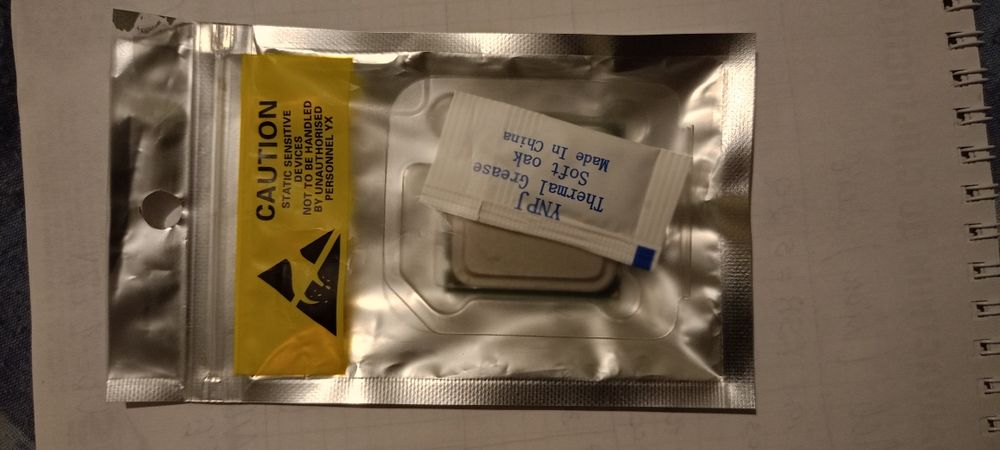 CAUTION
STATIC SENSITIVE
DEVICES
NOT TO BE HANDLED
BY UNAUTHORISED
PERSONNEL YX
YNPJ
Thermal Grease
Soft oak
Made In China